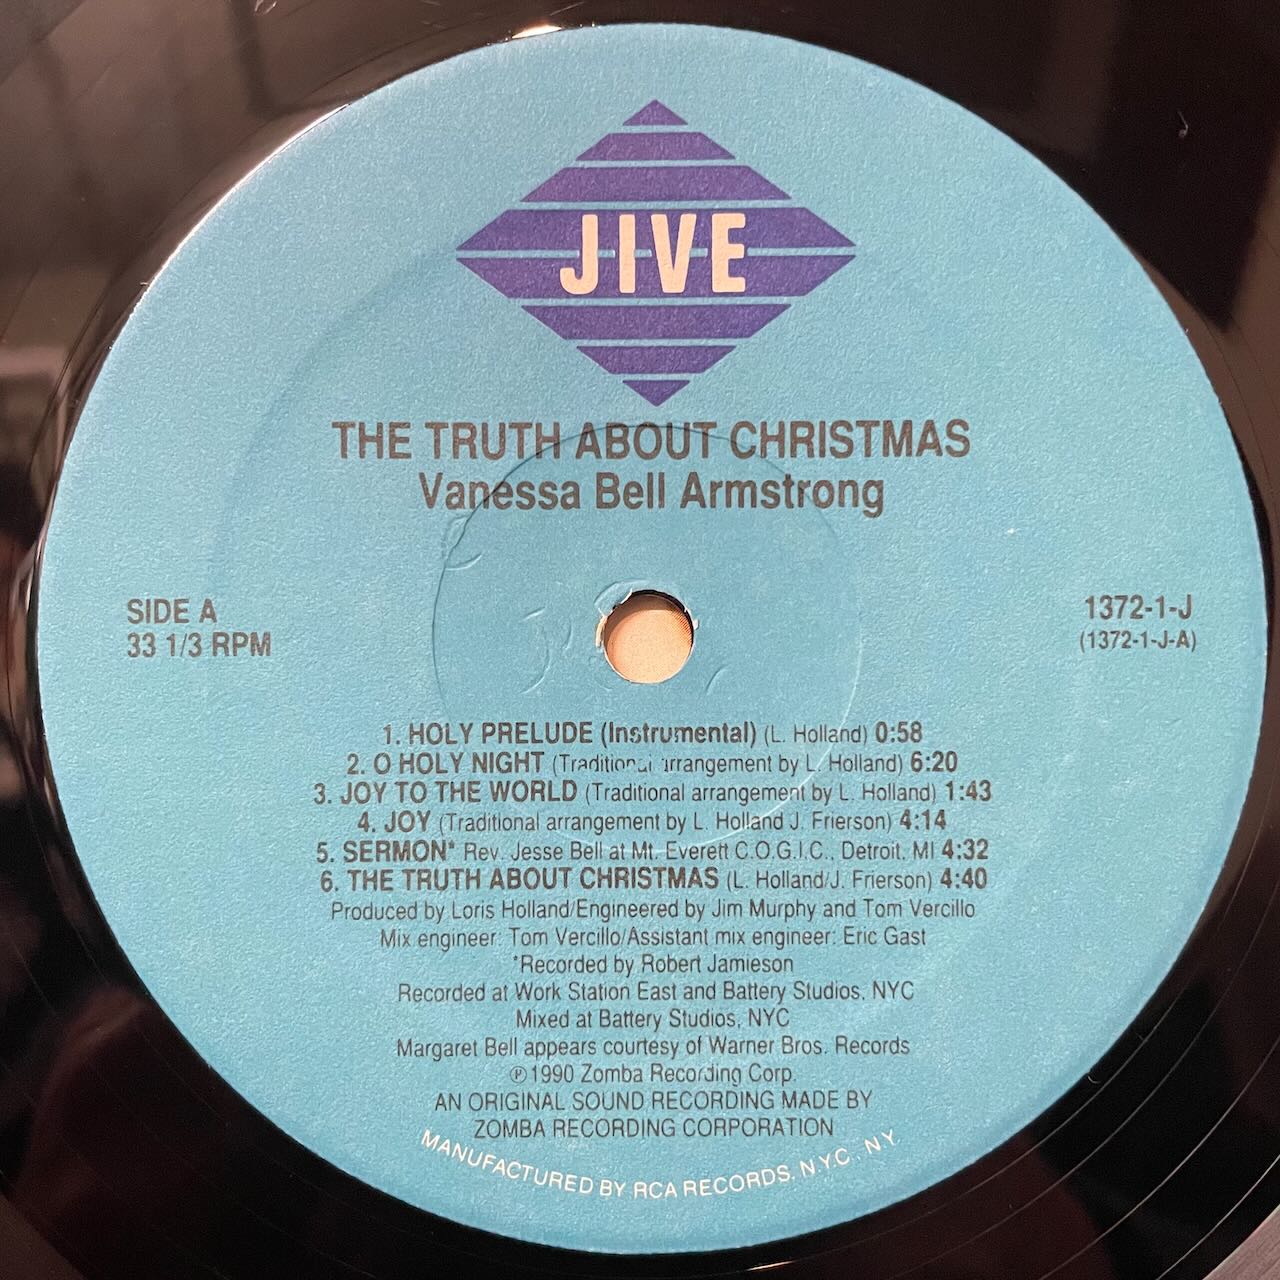 JIVE
THE TRUTH ABOUT CHRISTMAS
Vanessa Bell Armstrong
SIDE A
33 1/3 RPM
1372-1-J
(1372-1-J-A)
1. HOLY PRELUDE (Instrumental) (L. Holland) 0:58
2. O HOLY NIGHT (Traditional arrangement by L. Holland) 6:20
3. JOY TO THE WORLD (Traditional arrangement by L. Holland) 1:43
4. JOY (Traditional arrangement by L. Holland J. Frierson) 4:14
5. SERMON* Rev. Jesse Bell at Mt. Everett C.O.G.I.C., Detroit, MI 4:32
6. THE TRUTH ABOUT CHRISTMAS (L. Holland/J. Frierson) 4:40
Produced by Loris Holland/Engineered by Jim Murphy and Tom Vercillo
Mix engineer: Tom Vercillo/Assistant mix engineer: Eric Gast
*Recorded by Robert Jamieson
Recorded at Work Station East and Battery Studios, NYC
Mixed at Battery Studios, NYC
Margaret Bell appears courtesy of Warner Bros. Records
℗ 1990 Zomba Recording Corp.
AN ORIGINAL SOUND RECORDING MADE BY
ZOMBA RECORDING CORPORATION
MANUFACTURED BY RCA RECORDS, N.Y.C., N.Y.